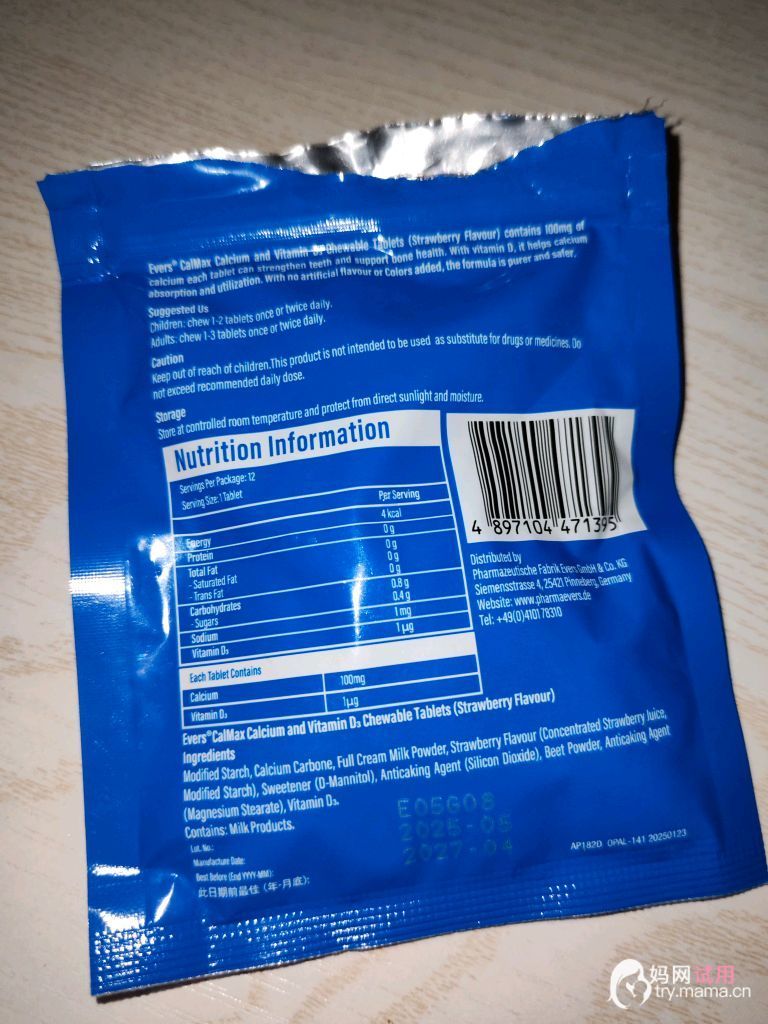 Evers® CalMax Calcium and Vitamin D₃ Chewable Tablets (Strawberry Flavour) contains 100mg of
calcium each tablet can strengthen teeth and support bone health. With vitamin D, it helps calcium
absorption and utilization. With no artificial flavour or Colors added, the formula is purer and safer.
Suggested Us
Children: chew 1-2 tablets once or twice daily.
Adults: chew 1-3 tablets once or twice daily.
Caution
Keep out of reach of children.This product is not intended to be used as substitute for drugs or medicines. Do
not exceed recommended daily dose.
Storage
Store at controlled room temperature and protect from direct sunlight and moisture.
Nutrition Information
Servings Per Package: 12
Serving Size: 1 Tablet
Per Serving
Energy 4 kcal
Protein 0 g
Total Fat 0 g
- Saturated Fat 0 g
- Trans Fat 0 g
Carbohydrates 0.8 g
- Sugars 0.4 g
Sodium 1 mg
Vitamin D₃ 1 µg
Each Tablet Contains
Calcium 100mg
Vitamin D₃ 1µg
4 897104 471395
Distributed by
Pharmazeutische Fabrik Evers GmbH & Co. KG
Siemensstrasse 4, 25421 Pinneberg, Germany
Website: www.pharmaevers.de
Tel: +49(0)410178310
Evers®CalMax Calcium and Vitamin D₃ Chewable Tablets (Strawberry Flavour)
Ingredients
Modified Starch, Calcium Carbone, Full Cream Milk Powder, Strawberry Flavour (Concentrated Strawberry Juice,
Modified Starch), Sweetener (D-Mannitol), Anticaking Agent (Silicon Dioxide), Beet Powder, Anticaking Agent
(Magnesium Stearate), Vitamin D₃.
Contains: Milk Products.
Lot. No.: E05G08
Manufacture Date: 2025-05
Best Before (End YYYY-MM): 2027-04
此日期前最佳（年-月底）:
AP182D OPAL-141 20250123
妈网试用
try.mama.cn